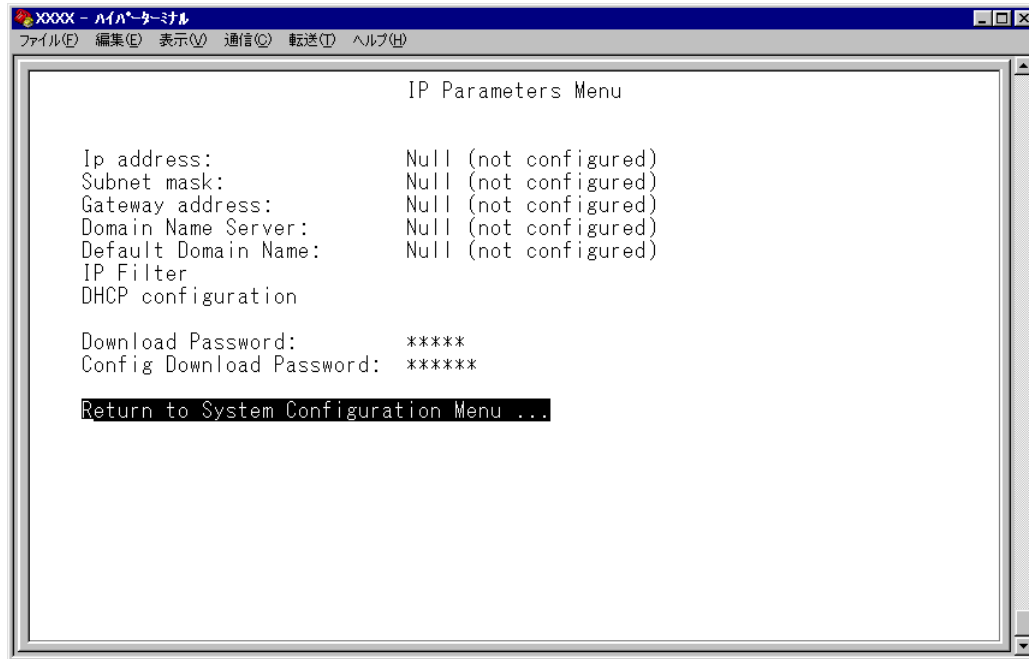 XXXX - ﾊｲﾊﾟｰﾀｰﾐﾅﾙ
ファイル(F) 編集(E) 表示(V) 通信(C) 転送(T) ヘルプ(H)
IP Parameters Menu
Ip address: Null (not configured)
Subnet mask: Null (not configured)
Gateway address: Null (not configured)
Domain Name Server: Null (not configured)
Default Domain Name: Null (not configured)
IP Filter
DHCP configuration
Download Password: *****
Config Download Password: ******
Return to System Configuration Menu ...